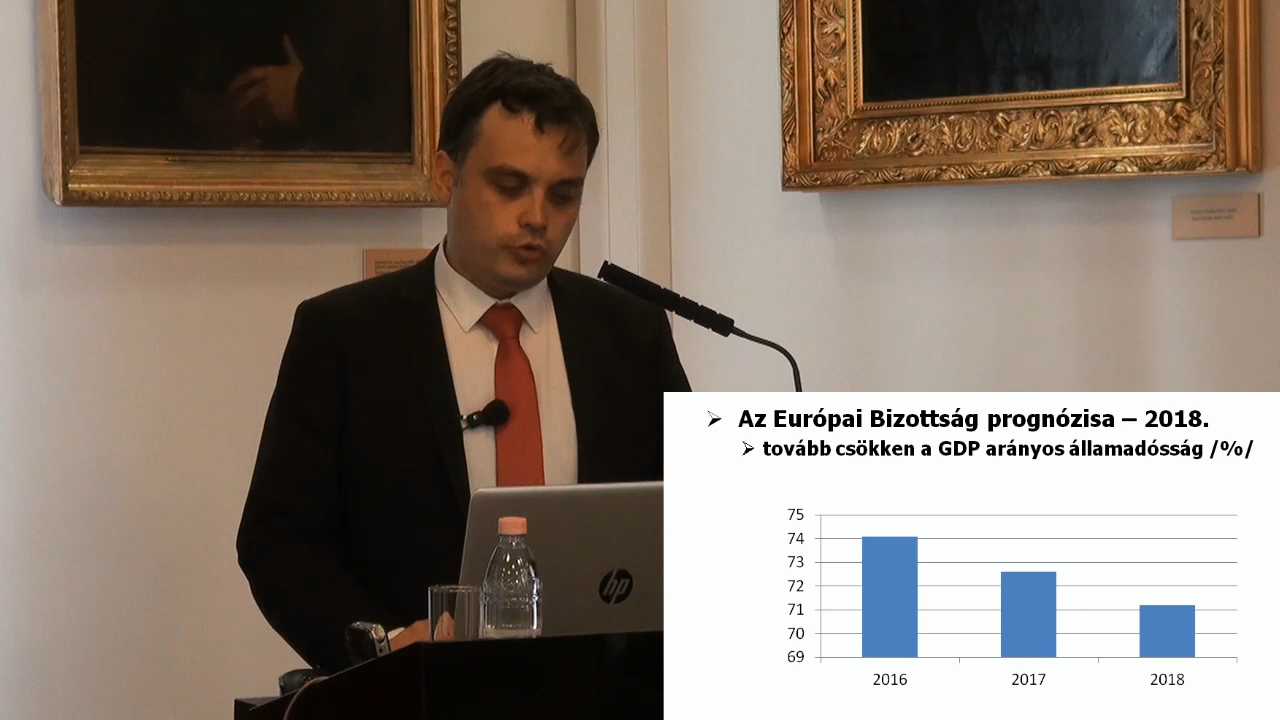 ➢ Az Európai Bizottság prognózisa – 2018.
➢ tovább csökken a GDP arányos államadósság /%/
75
74
73
72
71
70
69
2016 2017 2018
hp